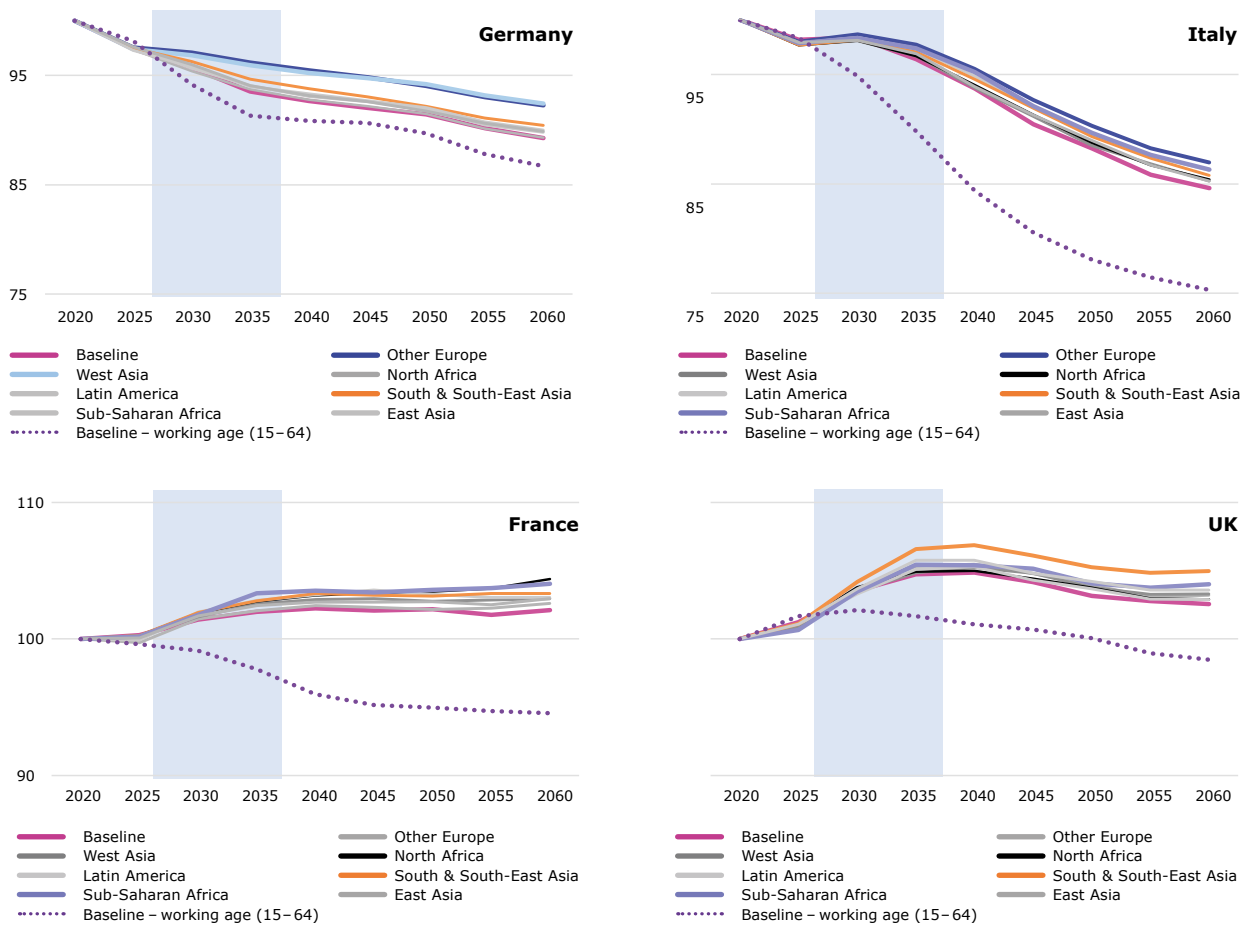 Germany
95
85
75
2020 2025 2030 2035 2040 2045 2050 2055 2060
Baseline
Other Europe
West Asia
North Africa
Latin America
South & South-East Asia
Sub-Saharan Africa
East Asia
Baseline – working age (15–64)
Italy
95
85
75 2020 2025 2030 2035 2040 2045 2050 2055 2060
Baseline
Other Europe
West Asia
North Africa
Latin America
South & South-East Asia
Sub-Saharan Africa
East Asia
Baseline – working age (15–64)
110
France
100
90
2020 2025 2030 2035 2040 2045 2050 2055 2060
Baseline
Other Europe
West Asia
North Africa
Latin America
South & South-East Asia
Sub-Saharan Africa
East Asia
Baseline – working age (15–64)
UK
2020 2025 2030 2035 2040 2045 2050 2055 2060
Baseline
Other Europe
West Asia
North Africa
Latin America
South & South-East Asia
Sub-Saharan Africa
East Asia
Baseline – working age (15–64)